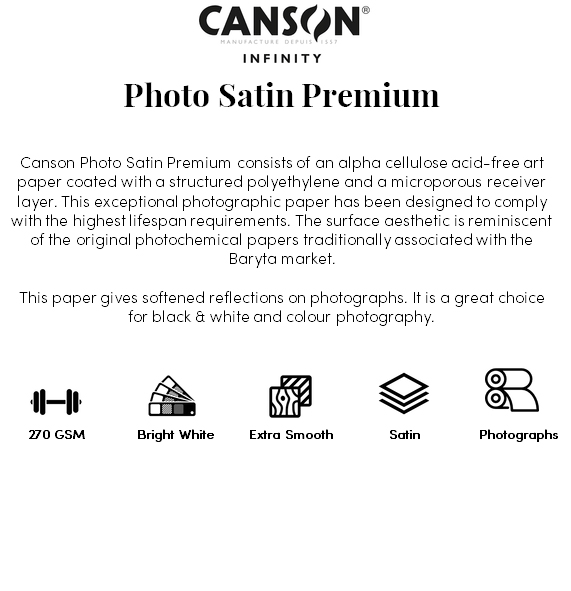 CANSON®
MANUFACTURE DEPUIS 1557
INFINITY
Photo Satin Premium
Canson Photo Satin Premium consists of an alpha cellulose acid-free art
paper coated with a structured polyethylene and a microporous receiver
layer. This exceptional photographic paper has been designed to comply
with the highest lifespan requirements. The surface aesthetic is reminiscent
of the original photochemical papers traditionally associated with the
Baryta market.
This paper gives softened reflections on photographs. It is a great choice
for black & white and colour photography.
270 GSM
Bright White
Extra Smooth
Satin
Photographs